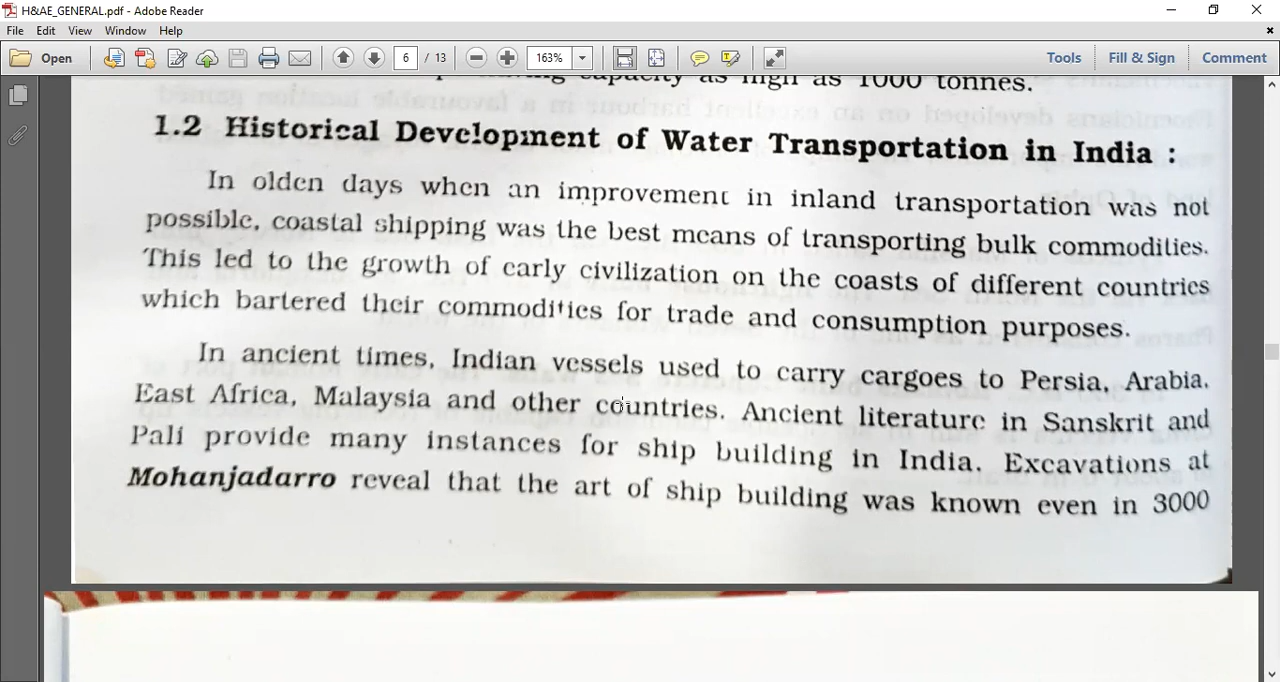 H&AE_GENERAL.pdf - Adobe Reader
File Edit View Window Help
Open 6 / 13 163% Tools Fill & Sign Comment
capacity as high as 1000 tonnes.
1.2 Historical Development of Water Transportation in India :
In olden days when an improvement in inland transportation was not
possible, coastal shipping was the best means of transporting bulk commodities.
This led to the growth of early civilization on the coasts of different countries
which bartered their commodities for trade and consumption purposes.
In ancient times, Indian vessels used to carry cargoes to Persia, Arabia,
East Africa, Malaysia and other countries. Ancient literature in Sanskrit and
Pali provide many instances for ship building in India. Excavations at
Mohanjadarro reveal that the art of ship building was known even in 3000